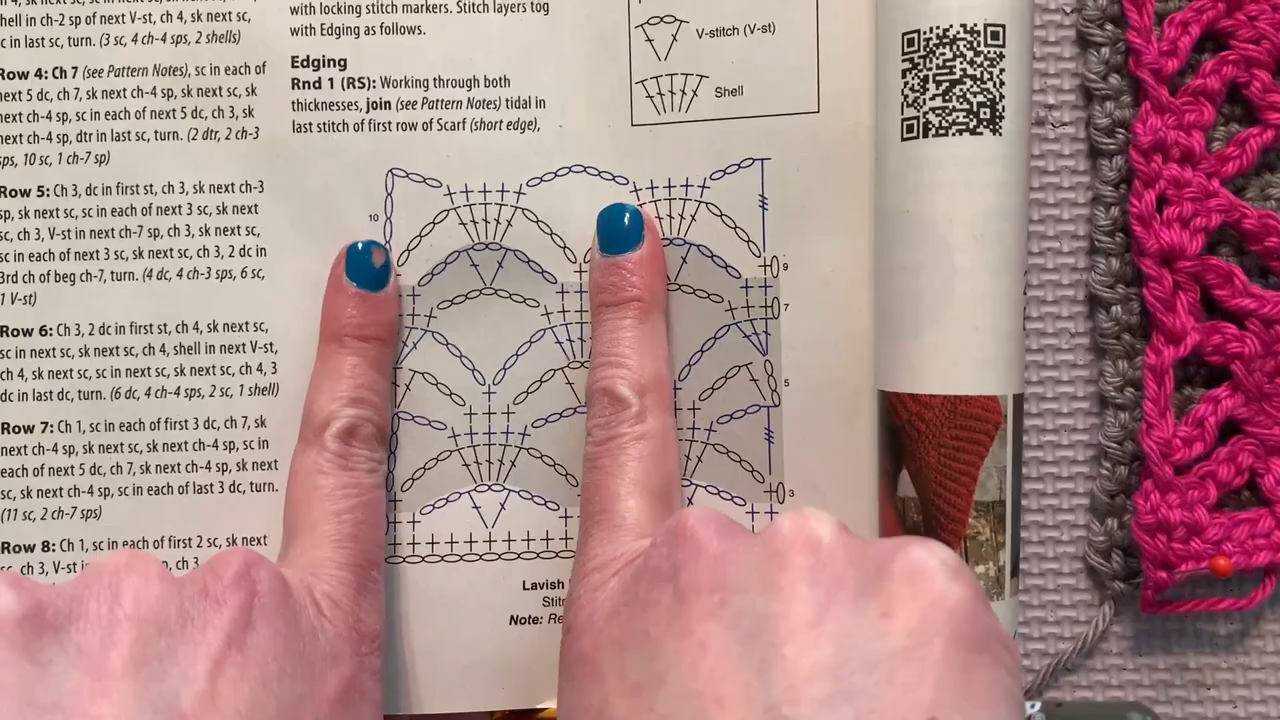 shell in ch-2 sp of next V-st, ch 4, sk next sc,
c in last sc, turn. (3 sc, 4 ch-4 sps, 2 shells)
Row 4: Ch 7 (see Pattern Notes), sc in each of
next 5 dc, ch 7, sk next ch-4 sp, sk next sc, sk
next ch-4 sp, sc in each of next 5 dc, ch 3, sk
next ch-4 sp, dtr in last sc, turn. (2 dtr, 2 ch-3
sps, 10 sc, 1 ch-7 sp)
Row 5: Ch 3, dc in first st, ch 3, sk next ch-3
sp, sk next sc, sc in each of next 3 sc, sk next
sc, ch 3, V-st in next ch-7 sp, ch 3, sk next sc,
sc in each of next 3 sc, sk next sc, ch 3, 2 dc in
3rd ch of beg ch-7, turn. (4 dc, 4 ch-3 sps, 6 sc,
1 V-st)
Row 6: Ch 3, 2 dc in first st, ch 4, sk next sc,
sc in next sc, sk next sc, ch 4, shell in next V-st,
ch 4, sk next sc, sc in next sc, sk next sc, ch 4, 3
dc in last dc, turn. (6 dc, 4 ch-4 sps, 2 sc, 1 shell)
Row 7: Ch 1, sc in each of first 3 dc, ch 7, sk
next ch-4 sp, sk next sc, sk next ch-4 sp, sc in
each of next 5 dc, ch 7, sk next ch-4 sp, sk next
sc, sk next ch-4 sp, sc in each of last 3 dc, turn.
(11 sc, 2 ch-7 sps)
Row 8: Ch 1, sc in each of first 2 sc, sk next
ch 3, V-st i
, ch 3
with locking stitch markers. Stitch layers tog
with Edging as follows.
Edging
Rnd 1 (RS): Working through both
thicknesses, join (see Pattern Notes) tidal in
last stitch of first row of Scarf (short edge),
V-stitch (V-st)
Shell
10
9
7
5
3
Lavish
Stit
Note: Re